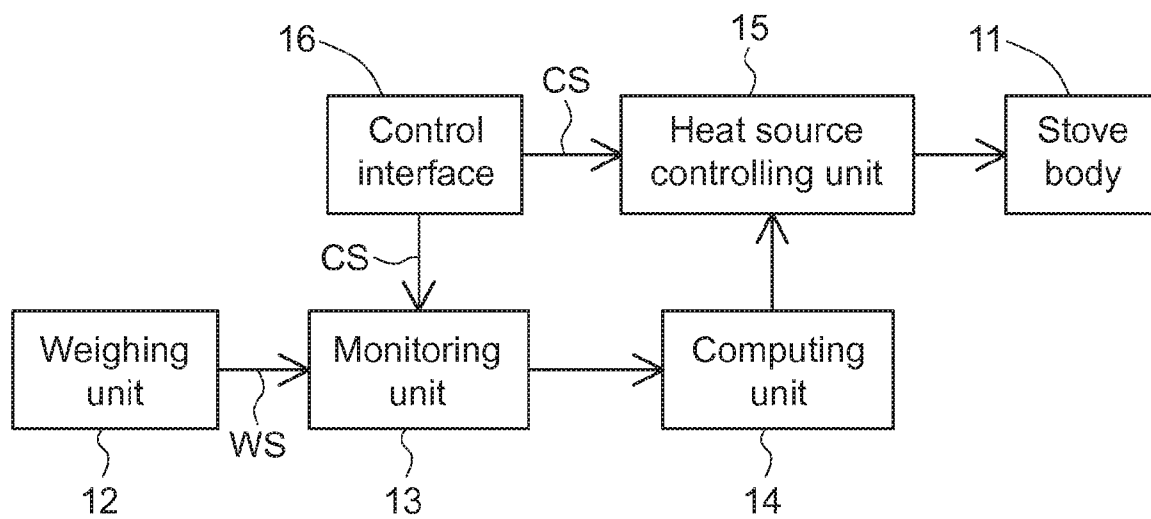 16
15
11
CS
Control
interface
Heat source
controlling unit
Stove
body
CS
Weighing
unit
Monitoring
unit
Computing
unit
WS
12
13
14